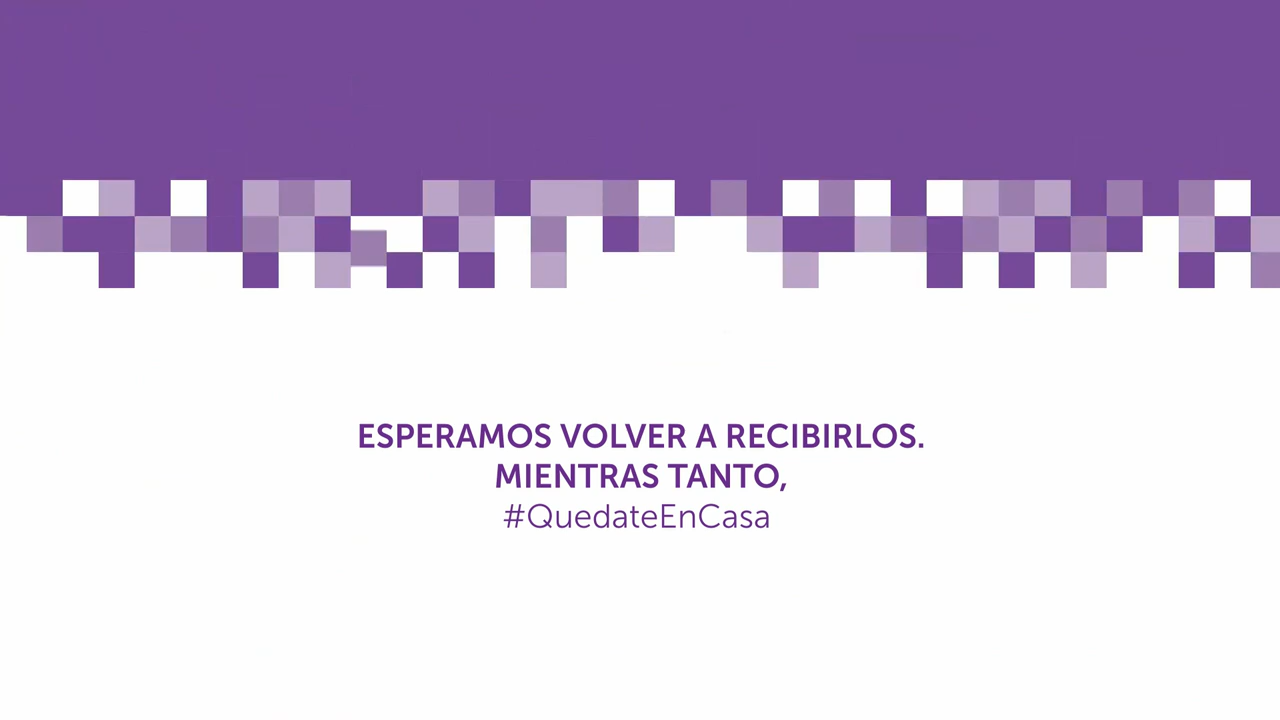 ESPERAMOS VOLVER A RECIBIRLOS.
MIENTRAS TANTO,
#QuedateEnCasa